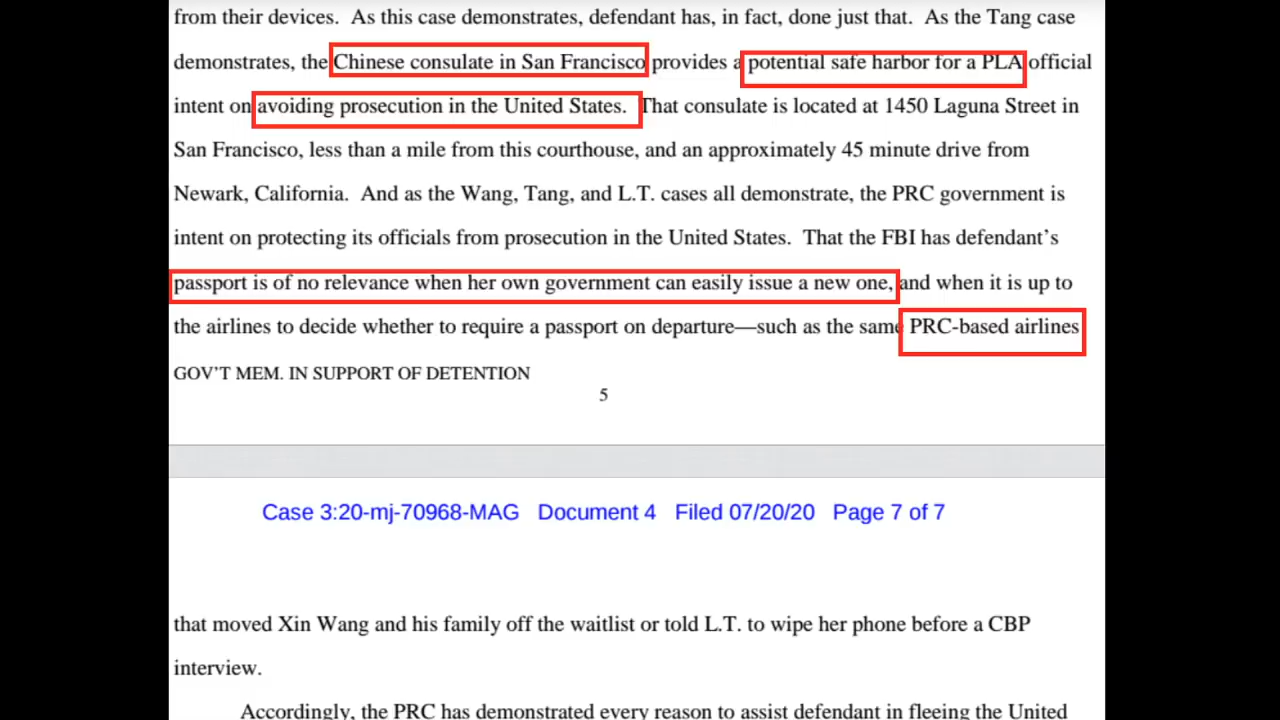 from their devices. As this case demonstrates, defendant has, in fact, done just that. As the Tang case
demonstrates, the Chinese consulate in San Francisco provides a potential safe harbor for a PLA official
intent on avoiding prosecution in the United States. That consulate is located at 1450 Laguna Street in
San Francisco, less than a mile from this courthouse, and an approximately 45 minute drive from
Newark, California. And as the Wang, Tang, and L.T. cases all demonstrate, the PRC government is
intent on protecting its officials from prosecution in the United States. That the FBI has defendant’s
passport is of no relevance when her own government can easily issue a new one, and when it is up to
the airlines to decide whether to require a passport on departure—such as the same PRC-based airlines
GOV’T MEM. IN SUPPORT OF DETENTION
5
Case 3:20-mj-70968-MAG Document 4 Filed 07/20/20 Page 7 of 7
that moved Xin Wang and his family off the waitlist or told L.T. to wipe her phone before a CBP
interview.
Accordingly, the PRC has demonstrated every reason to assist defendant in fleeing the United